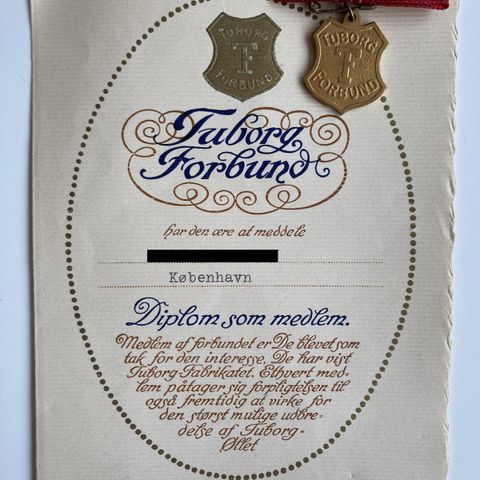 TUBORG
TF
FORBUND
TUBORG
TF
FORBUND
Tuborg
Forbund
har den ære at meddele
København
Diplom som medlem.
Medlem af forbundet er De blevet som
tak for den interesse, De har vist
Tuborg-Fabrikatet. Ethvert med-
lem påtager sig forpligtelsen til
også fremtidig at virke for
den størst mulige udbre-
delse af Tuborg-
Øllet